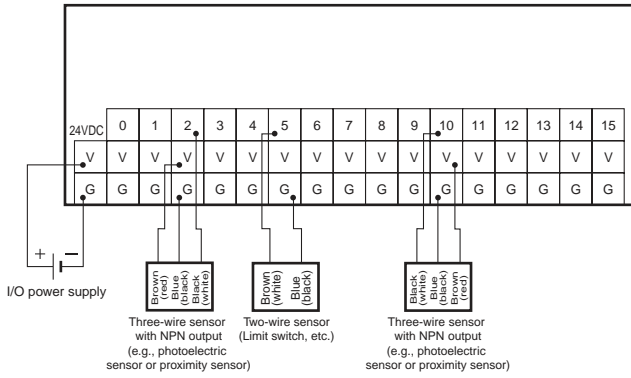 24VDC 0 1 2 3 4 5 6 7 8 9 10 11 12 13 14 15
V V V V V V V V V V V V V V V V V
G G G G G G G G G G G G G G G G G
+ −
I/O power supply
Brown (red)
Blue (black)
Black (white)
Three-wire sensor
with NPN output
(e.g., photoelectric
sensor or proximity sensor)
Brown (white)
Blue (black)
Two-wire sensor
(Limit switch, etc.)
Black (white)
Blue (black)
Brown (red)
Three-wire sensor
with NPN output
(e.g., photoelectric
sensor or proximity sensor)